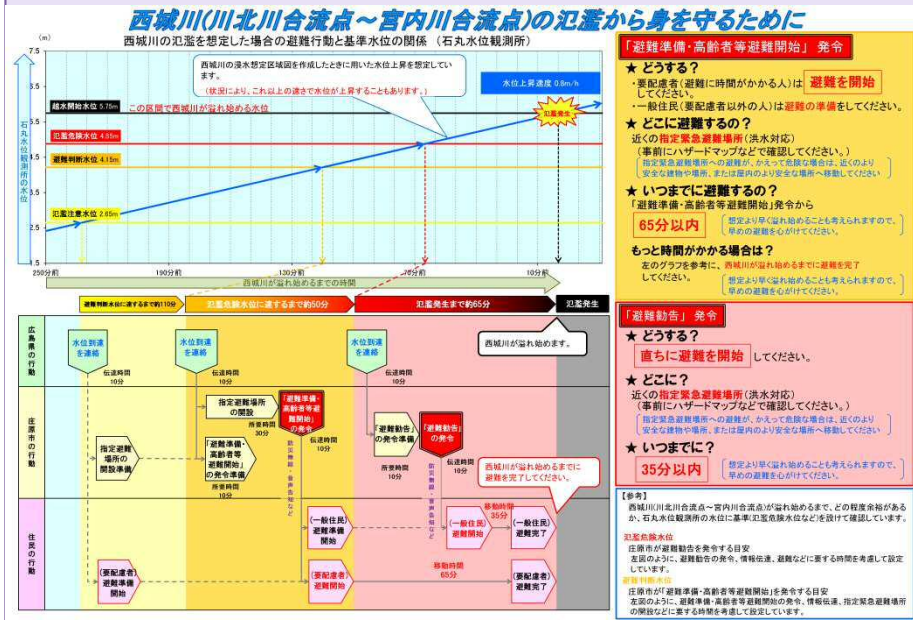 西城川(川北川合流点～宮内川合流点)の氾濫から身を守るために
西城川の氾濫を想定した場合の避難行動と基準水位の関係 (石丸水位観測所)
(m)
7.5
石丸水位観測所の水位
西城川の浸水想定区域図を作成したときに用いた水位上昇を想定しています。
(状況により、これ以上の速さで水位が上昇することもあります。)
水位上昇速度 0.8m/h
越水開始水位 5.75m
この区間で西城川が溢れ始める水位
氾濫発生
氾濫危険水位 4.85m
避難判断水位 4.15m
氾濫注意水位 2.65m
4.5
3.5
2.5
1.5
250分前
190分前
130分前
70分前
10分前
西城川が溢れ始めるまでの時間
避難判断水位に達するまで約110分
氾濫危険水位に達するまで約50分
氾濫発生まで約65分
氾濫発生
広島県の行動
水位到達を連絡
伝達時間
10分
水位到達を連絡
伝達時間
10分
水位到達を連絡
伝達時間
10分
西城川が溢れ始めます。
庄原市の行動
指定避難場所の開設準備
指定避難場所の開設
所要時間
30分
「避難準備・高齢者等避難開始」の発令準備
所要時間
10分
「避難準備・高齢者等避難開始」の発令
伝達時間
10分
防災無線・音声告知など
「避難勧告」の発令準備
所要時間
10分
「避難勧告」の発令
伝達時間
10分
防災無線・音声告知など
西城川が溢れ始めるまでに避難を完了してください。
住民の行動
(一般住民)避難準備開始
(一般住民)避難開始
移動時間
35分
(一般住民)避難完了
(要配慮者)避難準備開始
(要配慮者)避難開始
移動時間
65分
(要配慮者)避難完了
「避難準備・高齢者等避難開始」 発令
★ どうする?
・要配慮者(避難に時間がかかる人)は 避難を開始
してください。
・一般住民(要配慮者以外の人)は避難の準備をしてください。
★ どこに避難するの?
近くの指定緊急避難場所(洪水対応)
(事前にハザードマップなどで確認してください。)
指定緊急避難場所への避難が、かえって危険な場合は、近くのより
安全な建物や場所、または屋内のより安全な場所へ移動してください
★ いつまでに避難するの?
「避難準備・高齢者等避難開始」発令から
65分以内
想定より早く溢れ始めることも考えられますので、
早めの避難を心がけてください。
もっと時間がかかる場合は?
左のグラフを参考に、西城川が溢れ始めるまでに避難を完了
してください。
想定より早く溢れ始めることも考えられますので、
早めの避難を心がけてください。
「避難勧告」 発令
★ どうする?
直ちに避難を開始 してください。
★ どこに?
近くの指定緊急避難場所(洪水対応)
(事前にハザードマップなどで確認してください。)
指定緊急避難場所への避難が、かえって危険な場合は、近くのより
安全な建物や場所、または屋内のより安全な場所へ移動してください
★ いつまでに?
35分以内
想定より早く溢れ始めることも考えられますので、
早めの避難を心がけてください。
【参考】
西城川(川北川合流点～宮内川合流点)が溢れ始めるまで、どの程度余裕がある
か、石丸水位観測所の水位に基準(氾濫危険水位など)を設けて確認しています。
氾濫危険水位
庄原市が避難勧告を発令する目安
左図のように、避難勧告の発令、情報伝達、避難などに要する時間を考慮して設定
しています。
避難判断水位
庄原市が「避難準備・高齢者等避難開始」を発令する目安
左図のように、避難準備・高齢者等避難開始の発令、情報伝達、指定緊急避難場所
の開設などに要する時間を考慮して設定しています。